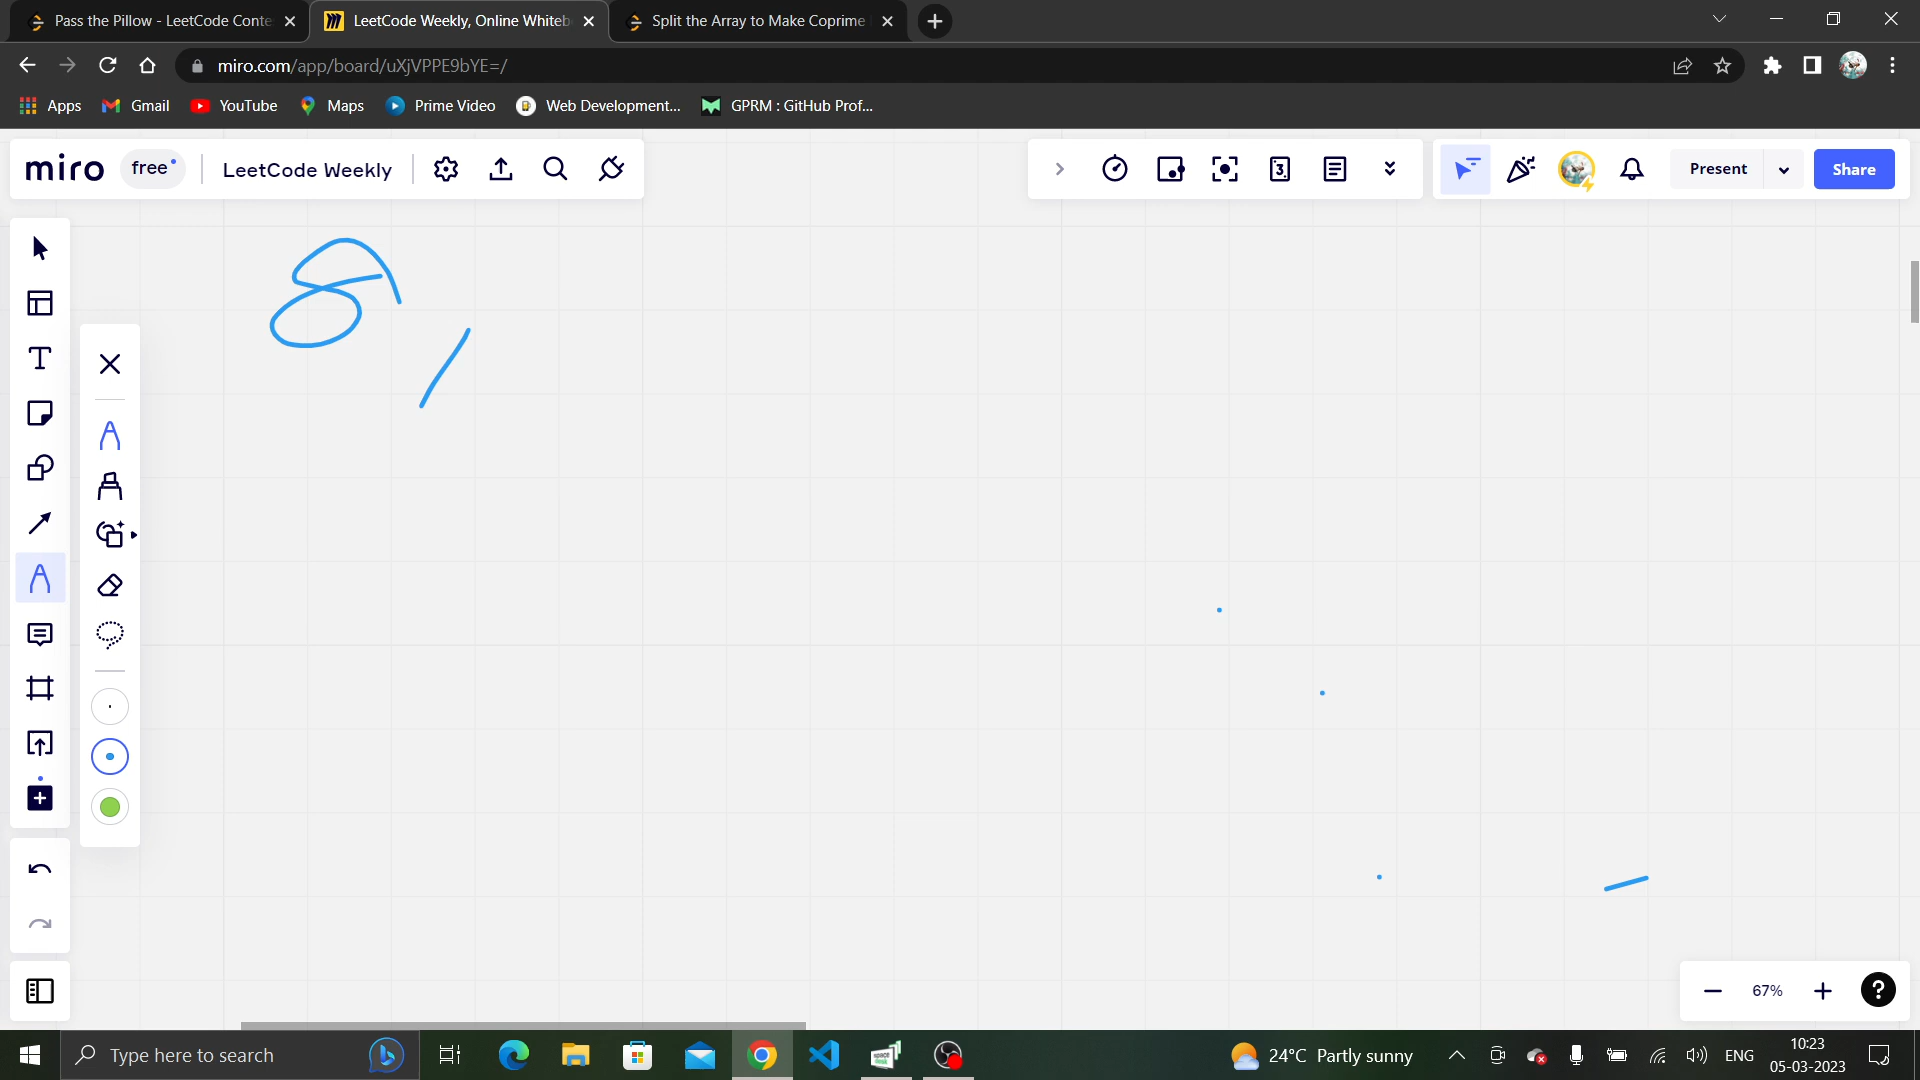 Pass the Pillow - LeetCode Conte
LeetCode Weekly, Online Whiteb
Split the Array to Make Coprime
miro.com/app/board/uXjVPPE9bYE=/
Apps
Gmail
YouTube
Maps
Prime Video
Web Development...
GPRM : GitHub Prof...
miro
free
LeetCode Weekly
3
Present
Share
8,
67%
?
Type here to search
24°C Partly sunny
ENG
10:23
05-03-2023